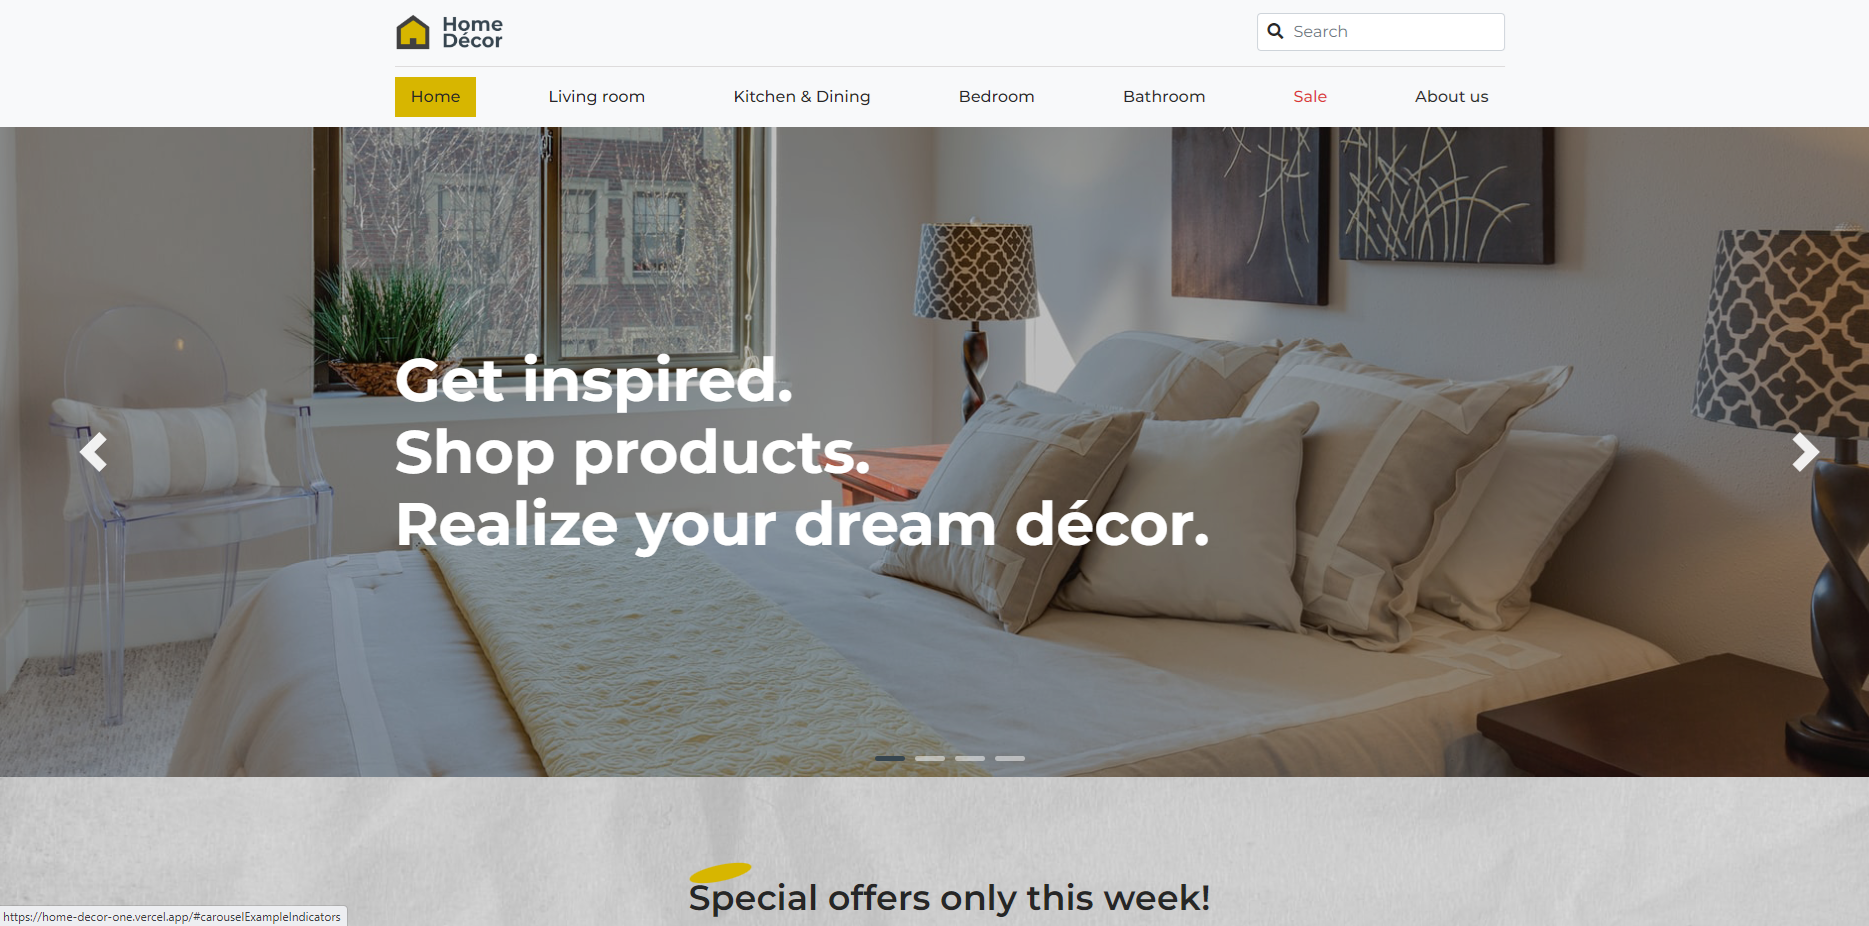 Home
Décor
Search
Home
Living room
Kitchen & Dining
Bedroom
Bathroom
Sale
About us
Get inspired.
Shop products.
Realize your dream décor.
Special offers only this week!
https://home-decor-one.vercel.app/#carouselExampleIndicators